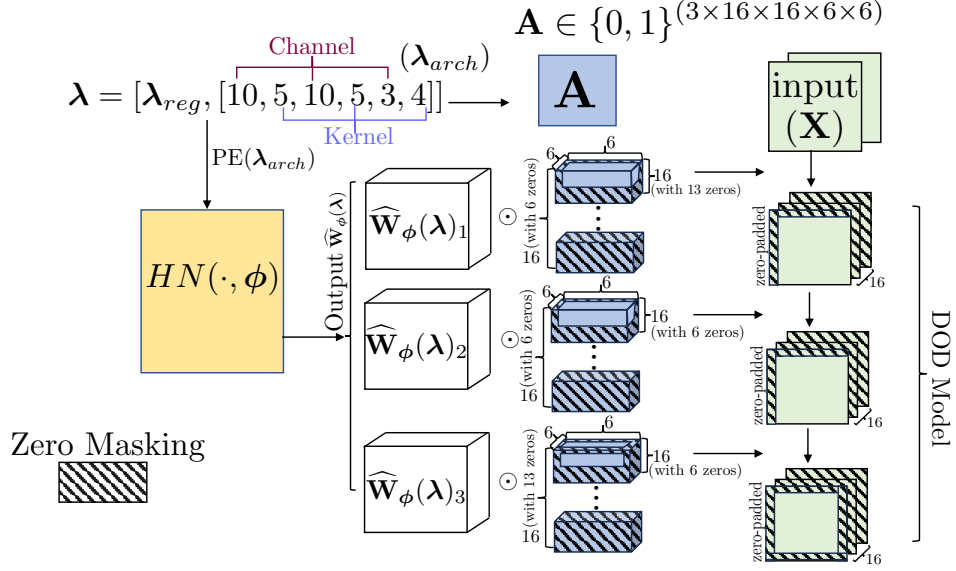 A ∈ {0, 1}^(3×16×16×6×6)
Channel
(λ_arch)
λ = [λ_reg, [10, 5, 10, 5, 3, 4]]
Kernel
A
input
(X)
PE(λ_arch)
HN(·, ϕ)
Output Ŵ_ϕ(λ)
Ŵ_ϕ(λ)_1
⊙
16(with 6 zeros)
6
6
16
(with 13 zeros)
zero-padded
16
Ŵ_ϕ(λ)_2
⊙
16(with 6 zeros)
6
6
16
(with 6 zeros)
zero-padded
16
Ŵ_ϕ(λ)_3
⊙
16(with 13 zeros)
6
6
16
(with 6 zeros)
zero-padded
16
DOD Model
Zero Masking